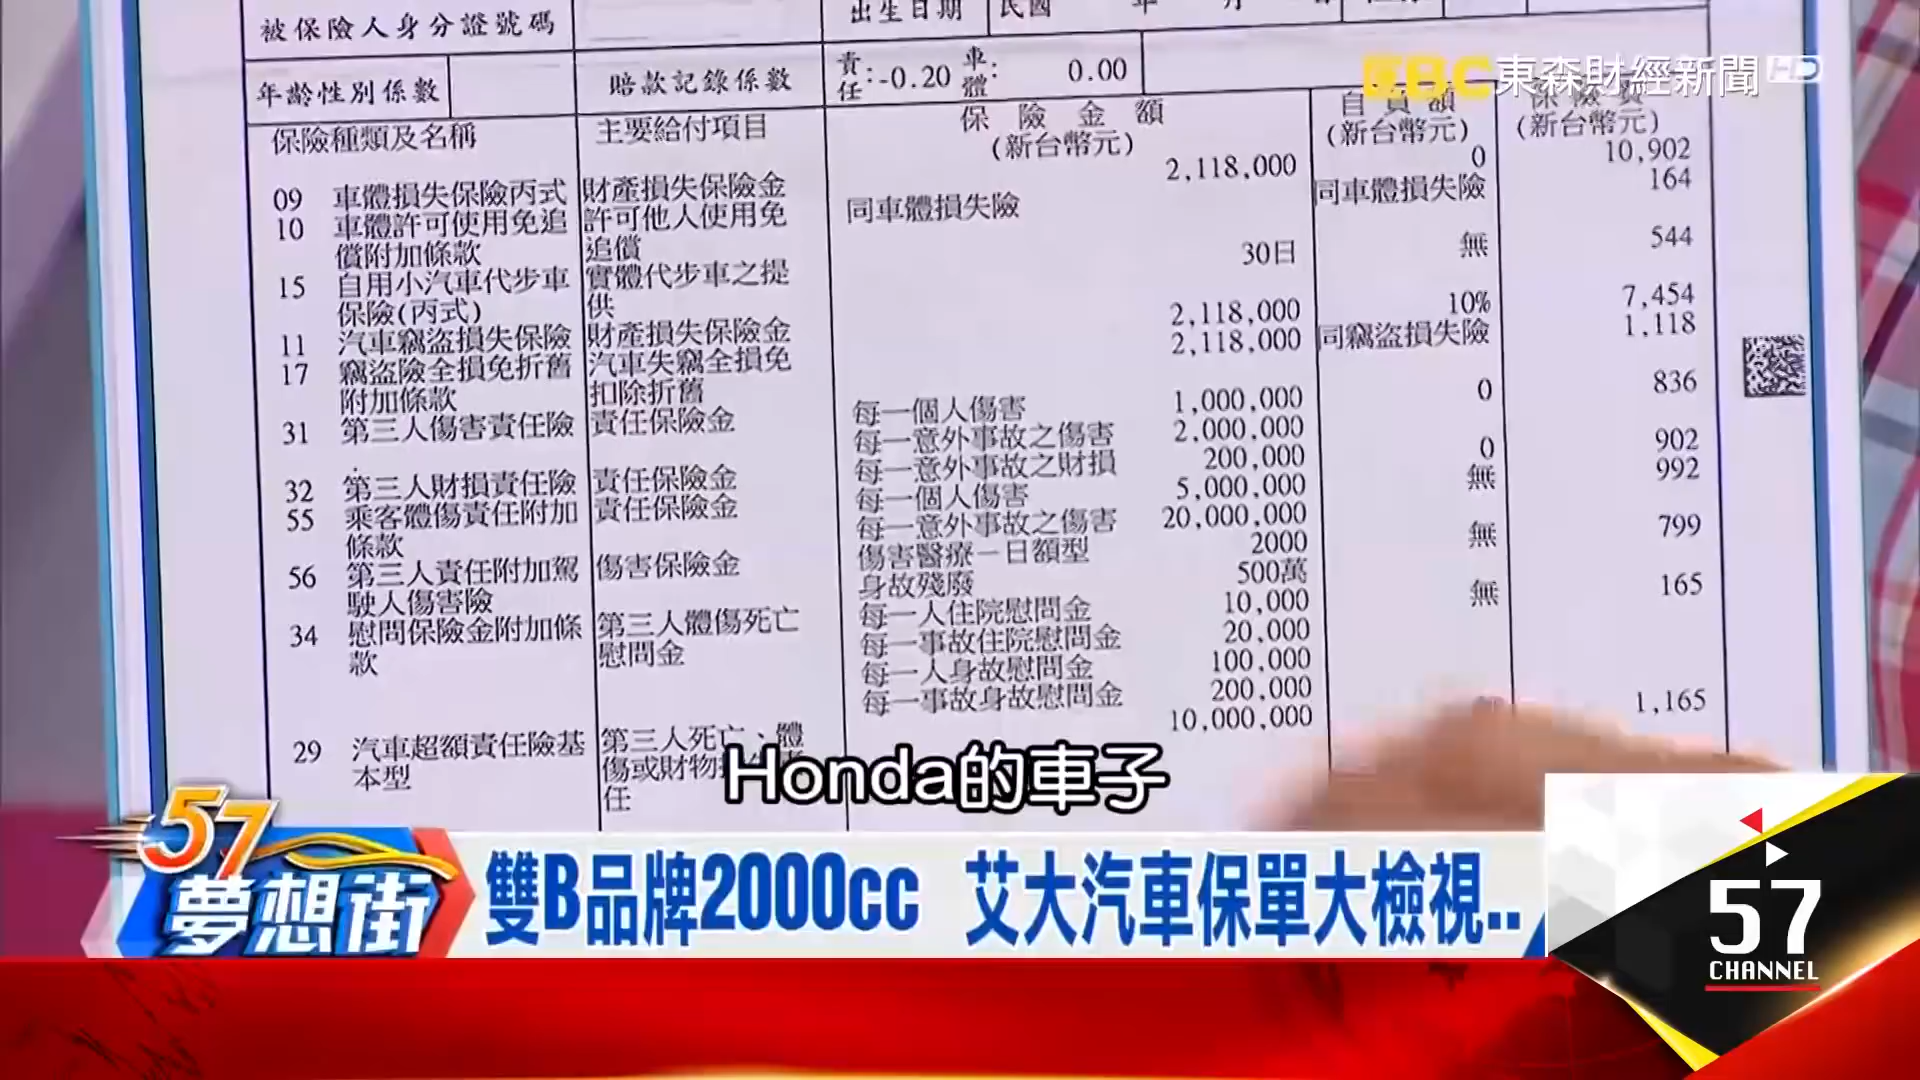 被保險人身分證號碼
出生日期
民國 年 月
年齡性別係數
賠款記錄係數
責任:-0.20 車體: 0.00
EBC東森財經新聞HD
保險種類及名稱 主要給付項目 保險金額(新台幣元) 自負額(新台幣元) 保險費(新台幣元)
09 車體損失保險丙式 財產損失保險金 2,118,000 0 10,902
10 車體許可使用免追償附加條款 許可他人使用免追償 同車體損失險 同車體損失險 164
15 自用小汽車代步車保險(丙式) 實體代步車之提供 30日 無 544
11 汽車竊盜損失保險 財產損失保險金 2,118,000 10% 7,454
17 竊盜險全損免折舊附加條款 汽車失竊全損免扣除折舊 2,118,000 同竊盜損失險 1,118
31 第三人傷害責任險 責任保險金 每一個人傷害 1,000,000 0 836
每一意外事故之傷害 2,000,000
32 第三人財損責任險 責任保險金 每一意外事故之財損 200,000 0 902
55 乘客體傷責任附加條款 責任保險金 每一個人傷害 5,000,000 無 992
每一意外事故之傷害 20,000,000
56 第三人責任附加駕駛人傷害險 傷害保險金 傷害醫療－日額型 2000 無 799
身故殘廢 500萬
34 慰問保險金附加條款 第三人體傷死亡慰問金 每一人住院慰問金 10,000 無 165
每一事故住院慰問金 20,000
每一人身故慰問金 100,000
每一事故身故慰問金 200,000
29 汽車超額責任險基本型 第三人死亡、體傷或財物 任 10,000,000 1,165
Honda的車子
57夢想街
雙B品牌2000cc 艾大汽車保單大檢視..
57
CHANNEL